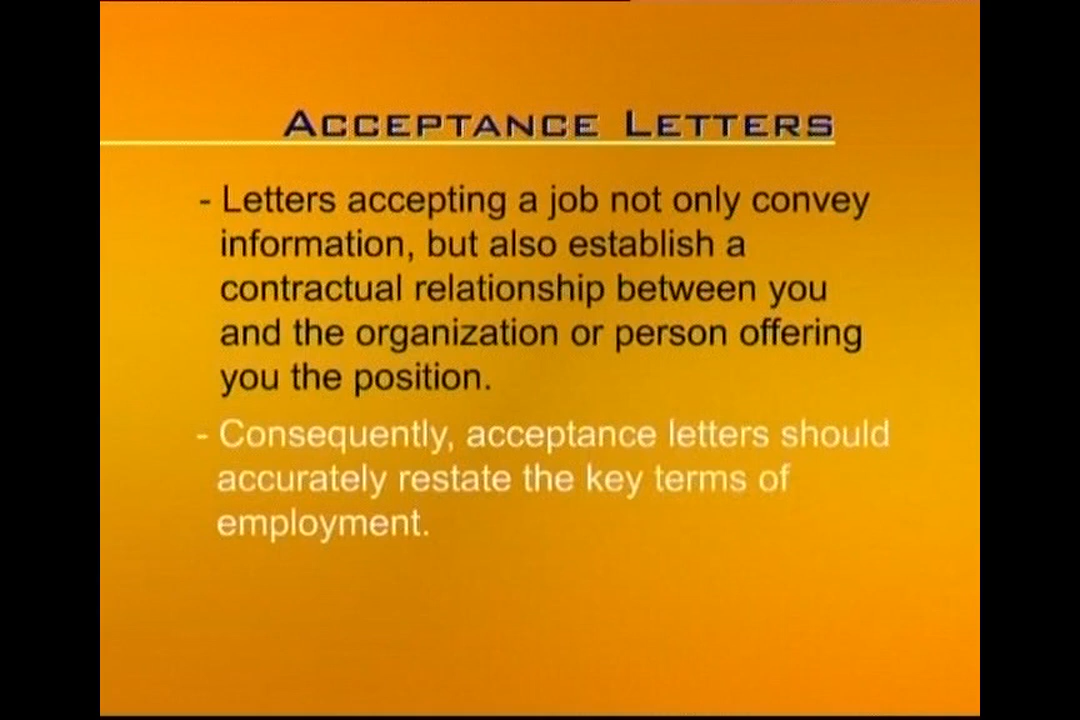 Acceptance Letters
- Letters accepting a job not only convey
information, but also establish a
contractual relationship between you
and the organization or person offering
you the position.
- Consequently, acceptance letters should
accurately restate the key terms of
employment.